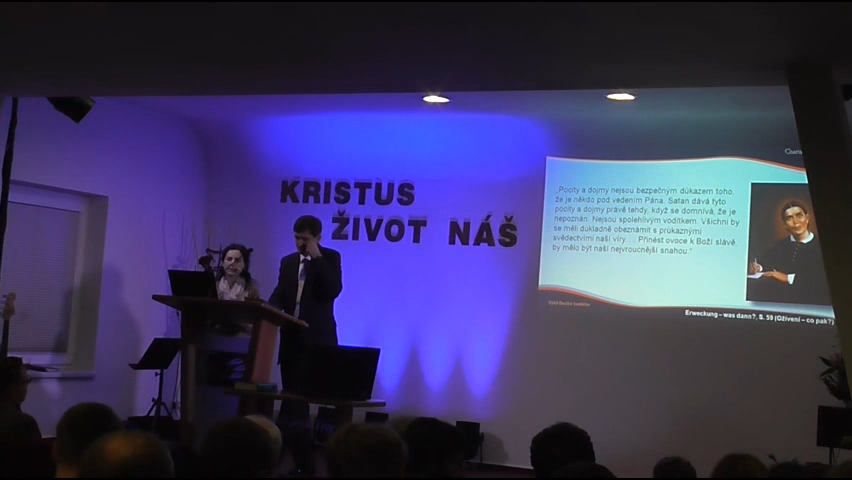 KRISTUS
ŽIVOT NÁŠ
„Pocity a dojmy nejsou bezpečným důkazem toho,
že je někdo pod vedením Pána. Satan dává tyto
pocity a dojmy právě tehdy, když se domnívá, že je
nepoznán. Nejsou spolehlivým vodítkem. Všichni by
se měli důkladně obeznámit s průkaznými
svědectvími naší víry. ... Přinést ovoce k Boží slávě,
by mělo být naší nejvroucnější snahou."
Erweckung – was dann?, S. 59 (Oživení – co pak?)